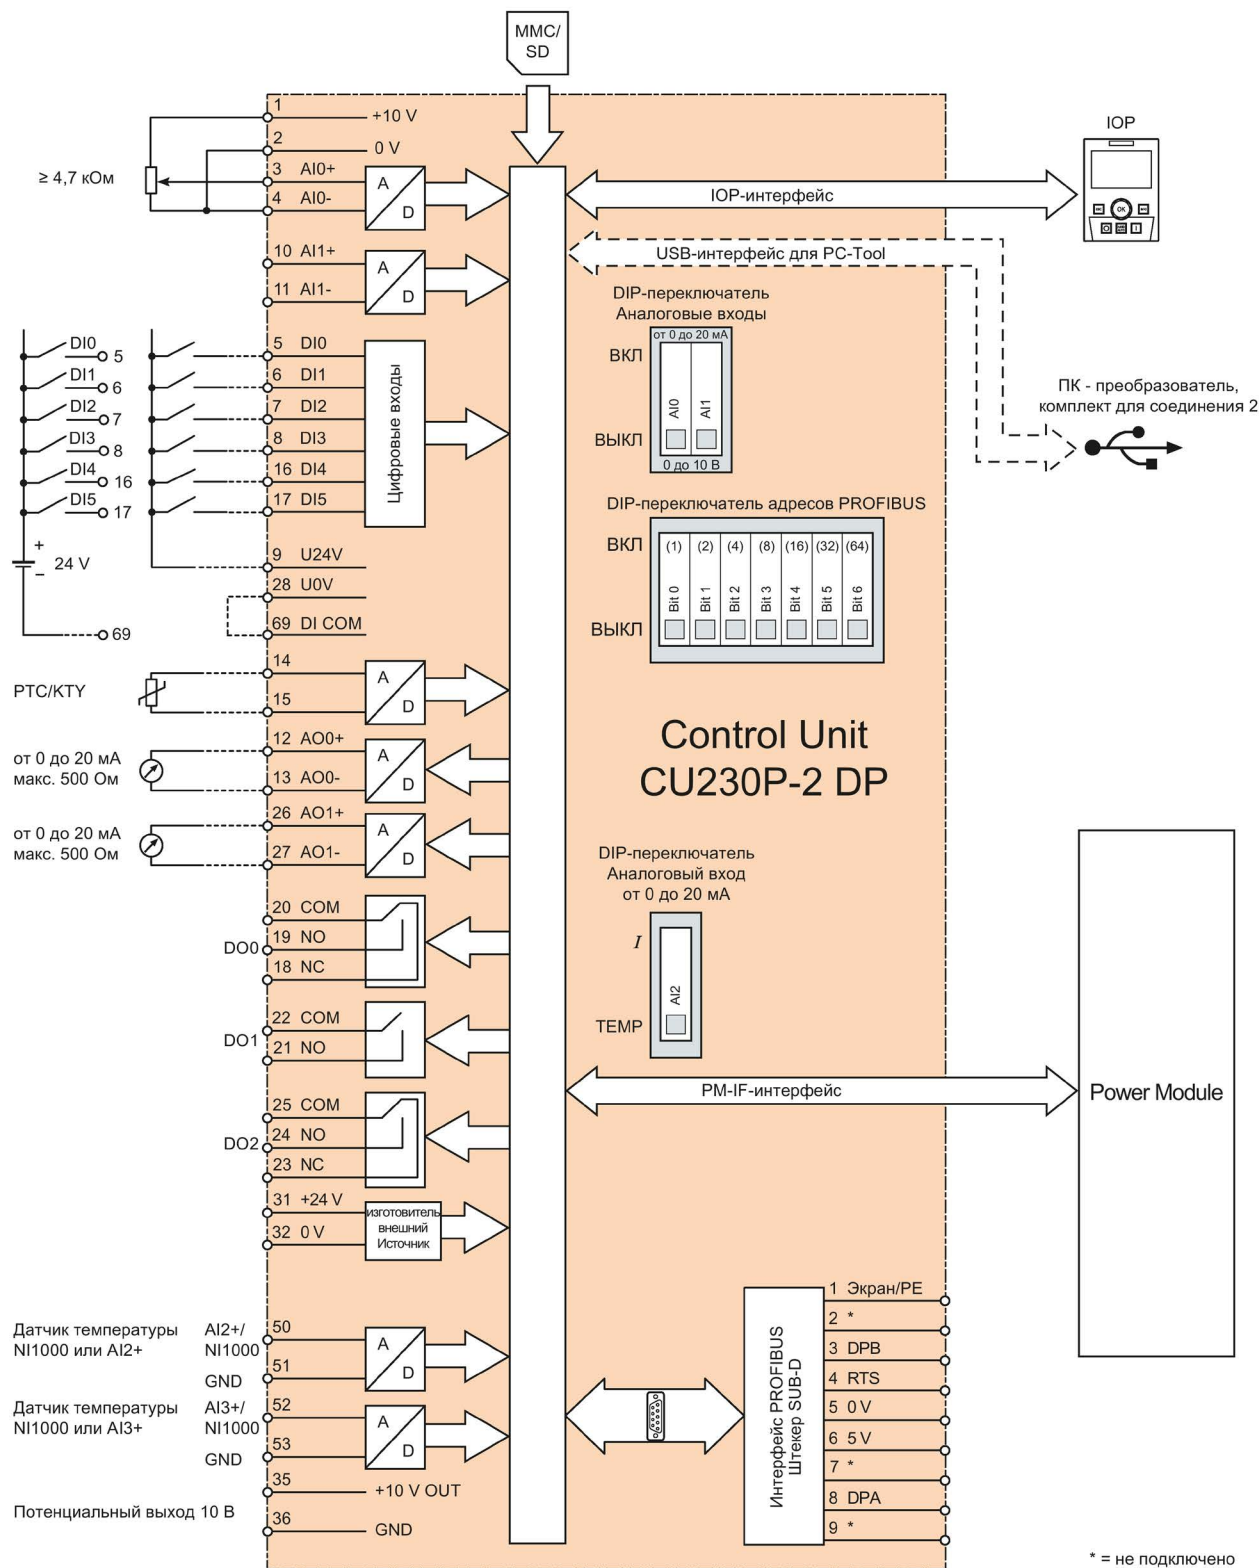 MMC/
SD
1
+10 V
2
0 V
≥ 4,7 кОм
3 AI0+
4 AI0-
A
D
IOP
IOP-интерфейс
OK
10 AI1+
11 AI1-
A
D
USB-интерфейс для PC-Tool
DIP-переключатель
Аналоговые входы
от 0 до 20 мА
ВКЛ
AI0
AI1
ВЫКЛ
0 до 10 В
ПК - преобразователь,
комплект для соединения 2
DI0
5
DI1
6
DI2
7
DI3
8
DI4
16
DI5
17
+
24 V
–
69
5 DI0
6 DI1
7 DI2
8 DI3
16 DI4
17 DI5
Цифровые входы
9 U24V
28 U0V
69 DI COM
DIP-переключатель адресов PROFIBUS
ВКЛ
(1) (2) (4) (8) (16) (32) (64)
Bit 0 Bit 1 Bit 2 Bit 3 Bit 4 Bit 5 Bit 6
ВЫКЛ
PTC/KTY
14
15
A
D
Control Unit
CU230P-2 DP
от 0 до 20 мА
макс. 500 Ом
12 AO0+
13 AO0-
A
D
от 0 до 20 мА
макс. 500 Ом
26 AO1+
27 AO1-
A
D
DIP-переключатель
Аналоговый вход
от 0 до 20 мА
I
AI2
TEMP
DO0
20 COM
19 NO
18 NC
DO1
22 COM
21 NO
DO2
25 COM
24 NO
23 NC
PM-IF-интерфейс
Power Module
31 +24 V
32 0 V
изготовитель
внешний
Источник
Датчик температуры
NI1000 или AI2+
AI2+/
NI1000
GND
50
51
A
D
Датчик температуры
NI1000 или AI3+
AI3+/
NI1000
GND
52
53
A
D
35
+10 V OUT
Потенциальный выход 10 В
36
GND
Интерфейс PROFIBUS
Штекер SUB-D
1 Экран/PE
2 *
3 DPB
4 RTS
5 0 V
6 5 V
7 *
8 DPA
9 *
* = не подключено